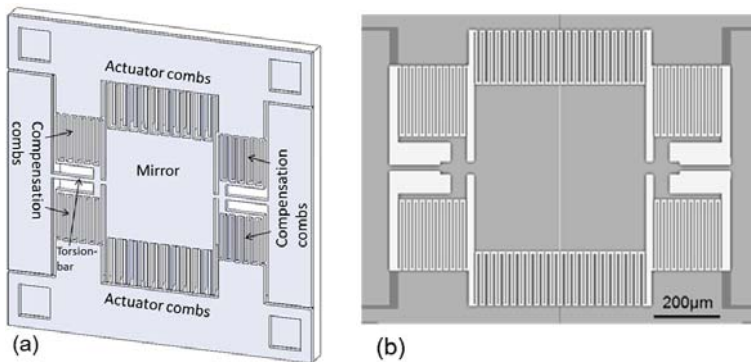 Actuator combs
Compensation
combs
Mirror
Compensation
combs
Torsion-
bar
Actuator combs
(a)
200μm
(b)